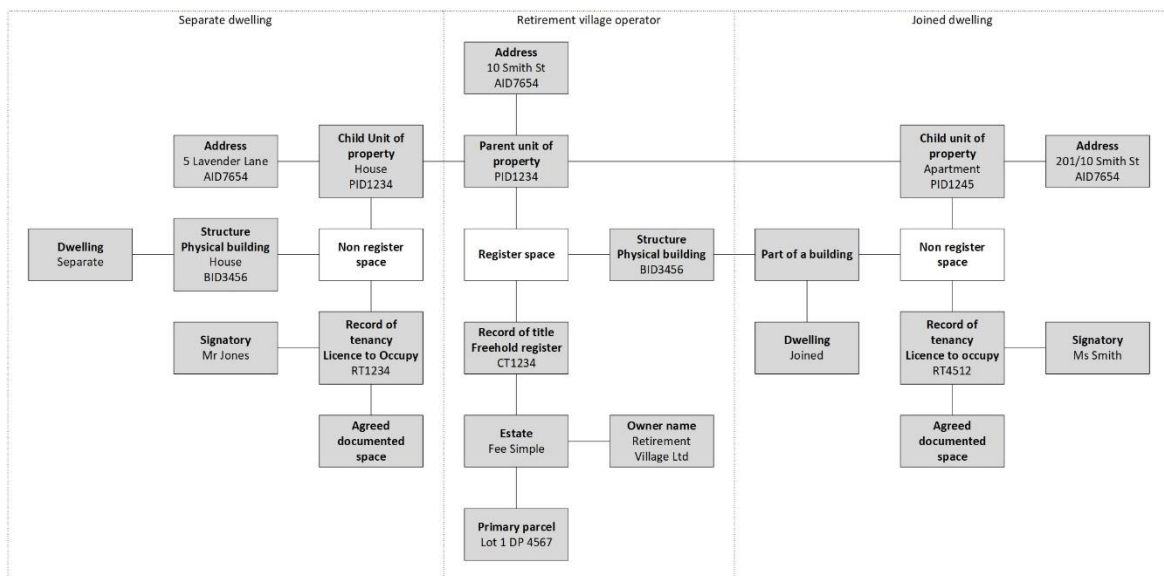 Separate dwelling
Retirement village operator
Joined dwelling
Address
10 Smith St
AID7654
Address
5 Lavender Lane
AID7654
Child Unit of
property
House
PID1234
Parent unit of
property
PID1234
Child unit of
property
Apartment
PID1245
Address
201/10 Smith St
AID7654
Dwelling
Separate
Structure
Physical building
House
BID3456
Non register
space
Register space
Structure
Physical building
BID3456
Part of a building
Non register
space
Signatory
Mr Jones
Record of
tenancy
Licence to Occupy
RT1234
Record of title
Freehold register
CT1234
Dwelling
Joined
Record of
tenancy
Licence to occupy
RT4512
Signatory
Ms Smith
Agreed
documented
space
Estate
Fee Simple
Owner name
Retirement
Village Ltd
Agreed
documented
space
Primary parcel
Lot 1 DP 4567